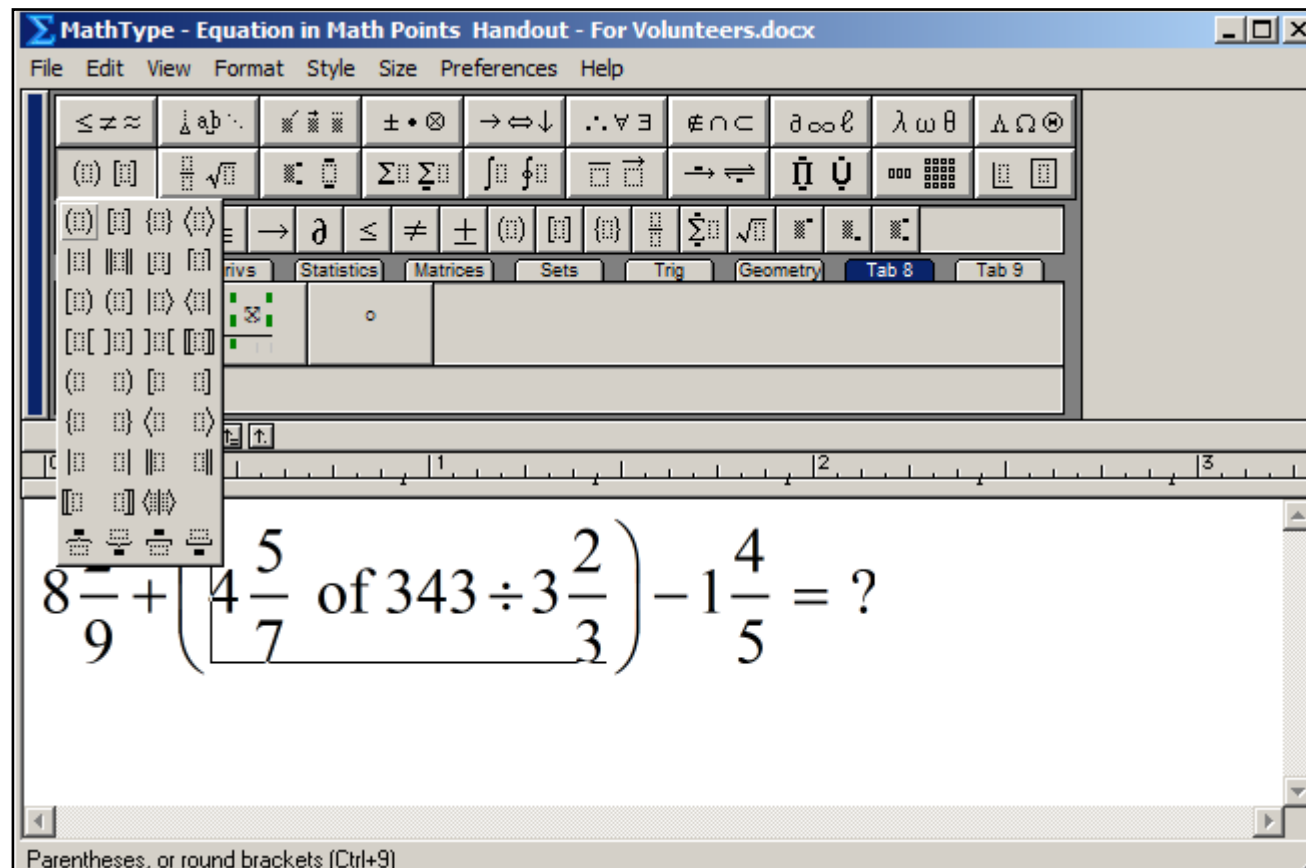 MathType - Equation in Math Points Handout - For Volunteers.docx
File Edit View Format Style Size Preferences Help
≤≠≈ ± • ⊗ →⇔↓ ∴∀∃ ∉∩⊂ ∂∞ℓ λωθ ΛΩ⊛
→ ∂ ≤ ≠ ±
rivs Statistics Matrices Sets Trig Geometry Tab 8 Tab 9
1 2 3
8 /9 + (4 5/7 of 343 ÷ 3 2/3) − 1 4/5 = ?
Parentheses, or round brackets (Ctrl+9)